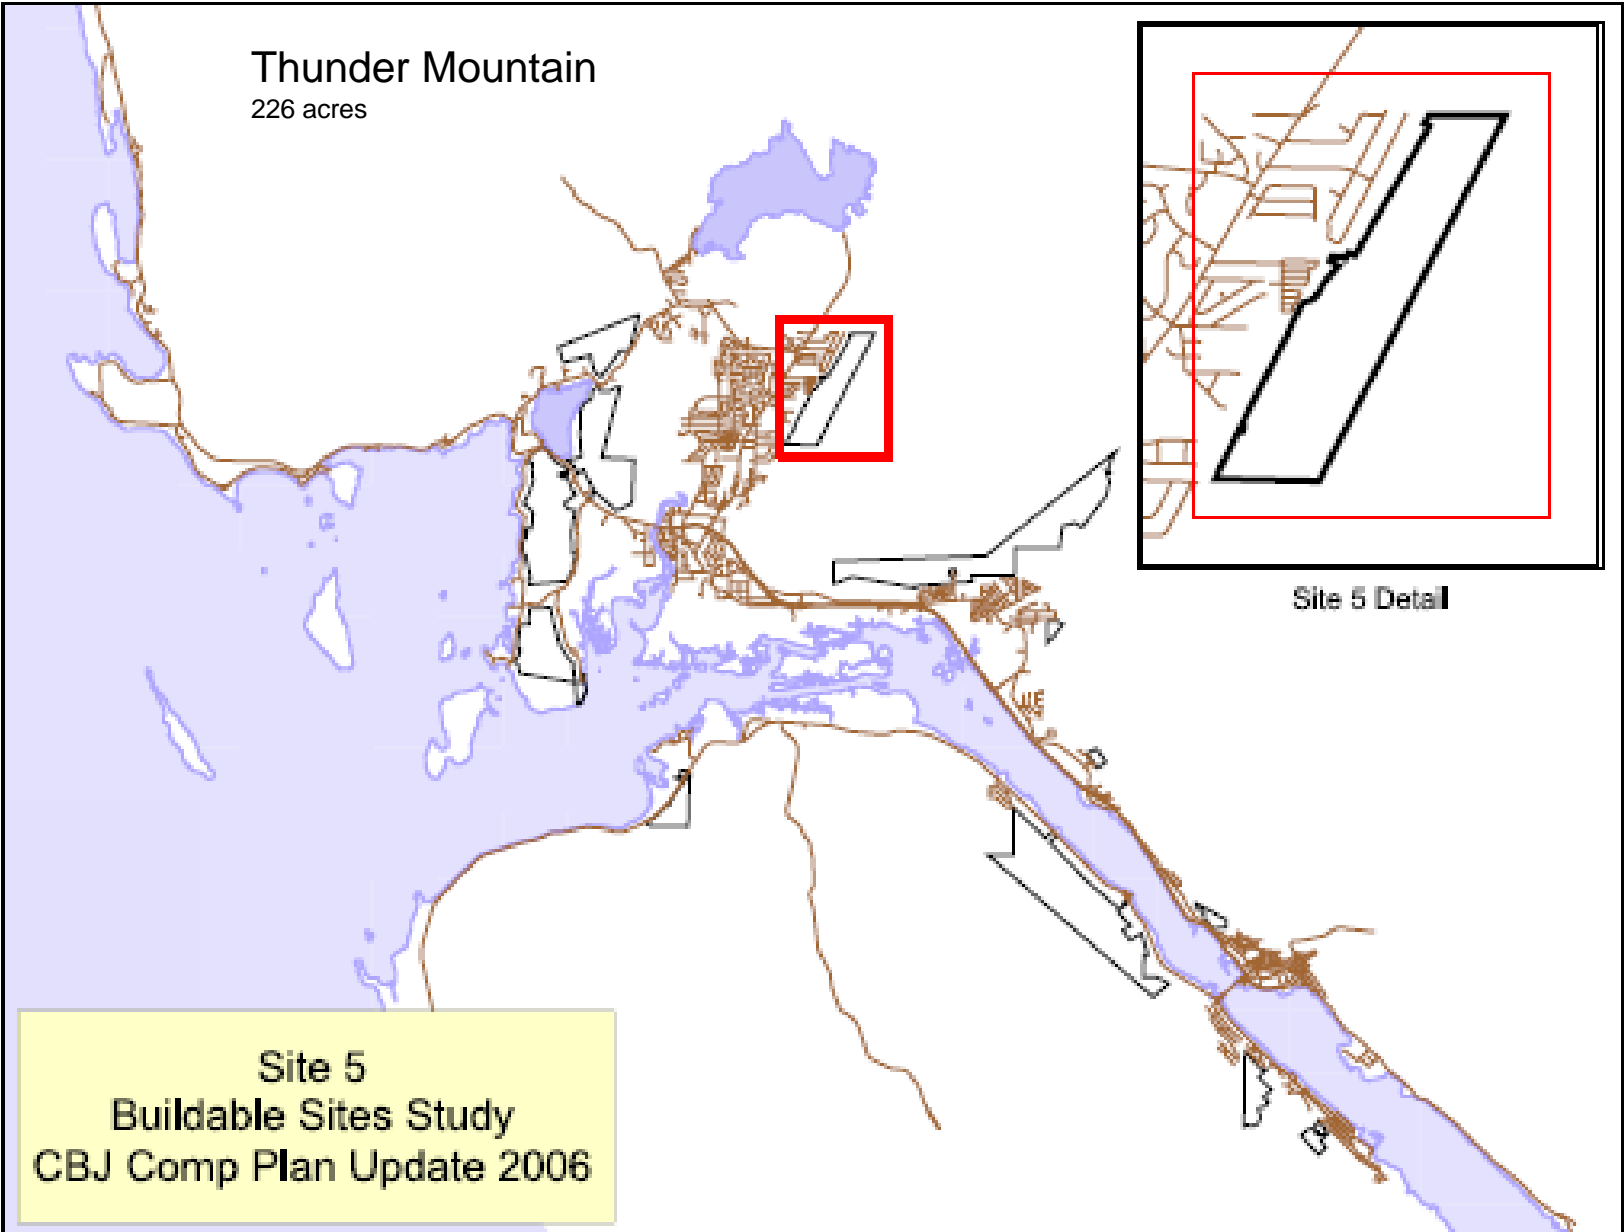 Thunder Mountain
226 acres
Site 5 Detail
Site 5
Buildable Sites Study
CBJ Comp Plan Update 2006